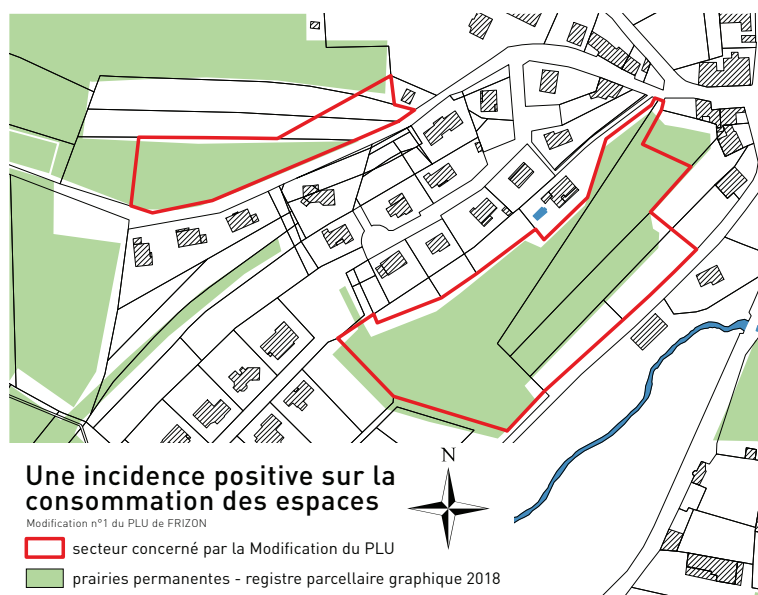 N
Une incidence positive sur la
consommation des espaces
Modification n°1 du PLU de FRIZON
secteur concerné par la Modification du PLU
prairies permanentes - registre parcellaire graphique 2018